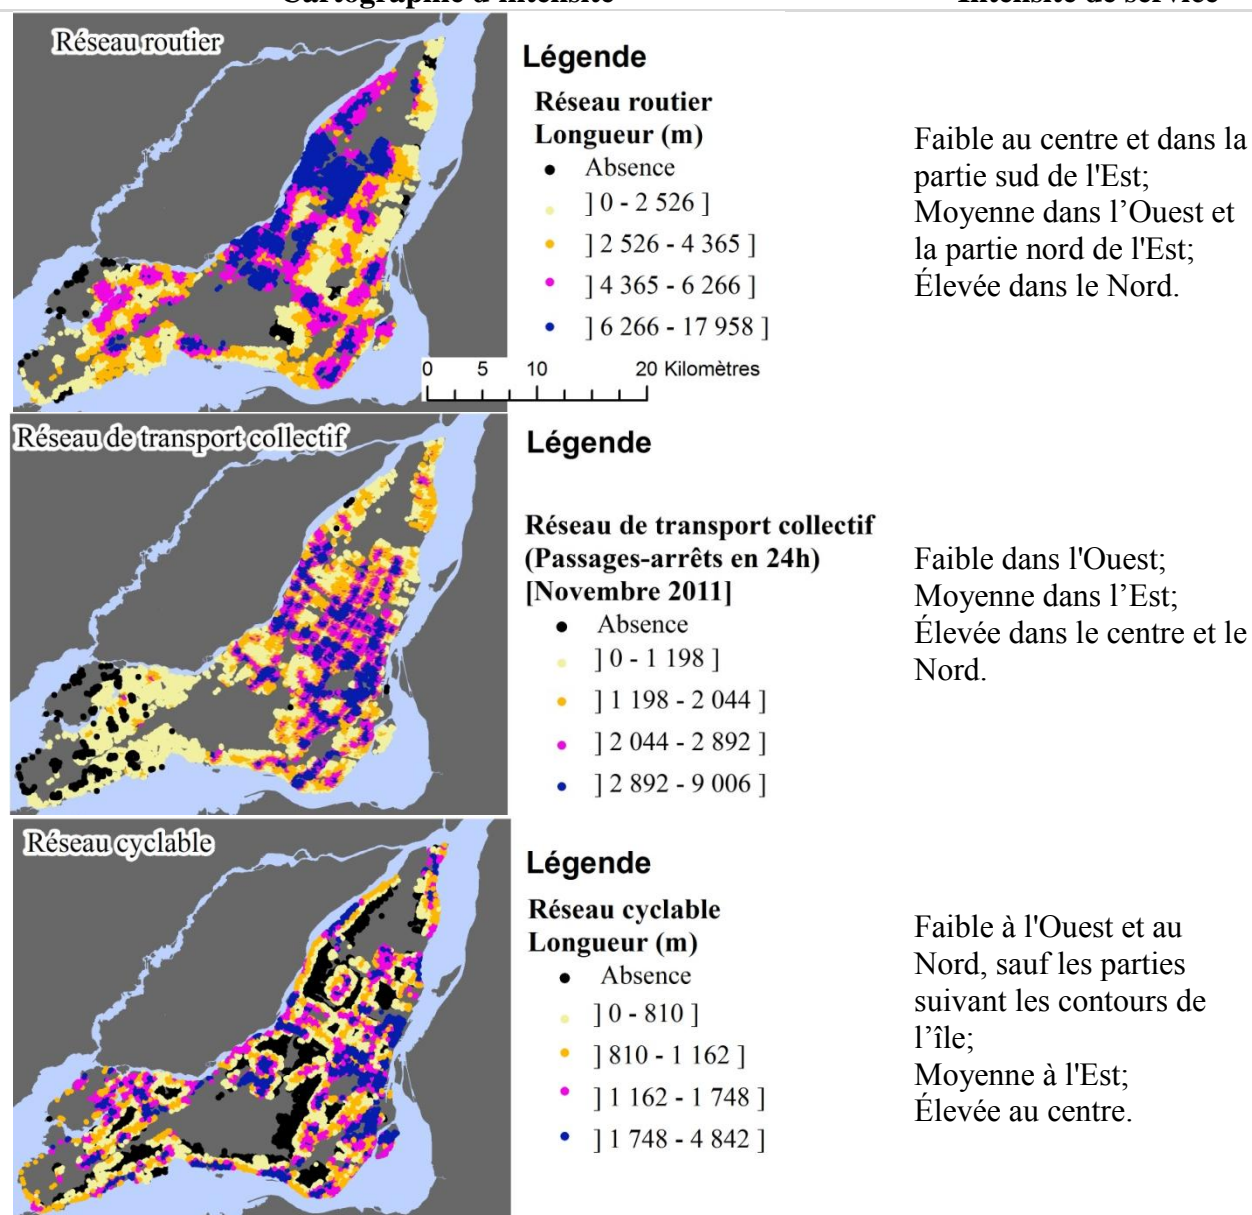 Cartographie d'intensité
Intensité de service
Réseau routier
Légende
Réseau routier
Longueur (m)
Absence
] 0 - 2 526 ]
] 2 526 - 4 365 ]
] 4 365 - 6 266 ]
] 6 266 - 17 958 ]
0 5 10 20 Kilomètres
Faible au centre et dans la
partie sud de l'Est;
Moyenne dans l’Ouest et
la partie nord de l'Est;
Élevée dans le Nord.
Réseau de transport collectif
Légende
Réseau de transport collectif
(Passages-arrêts en 24h)
[Novembre 2011]
Absence
] 0 - 1 198 ]
] 1 198 - 2 044 ]
] 2 044 - 2 892 ]
] 2 892 - 9 006 ]
Faible dans l'Ouest;
Moyenne dans l’Est;
Élevée dans le centre et le
Nord.
Réseau cyclable
Légende
Réseau cyclable
Longueur (m)
Absence
] 0 - 810 ]
] 810 - 1 162 ]
] 1 162 - 1 748 ]
] 1 748 - 4 842 ]
Faible à l'Ouest et au
Nord, sauf les parties
suivant les contours de
l’île;
Moyenne à l'Est;
Élevée au centre.